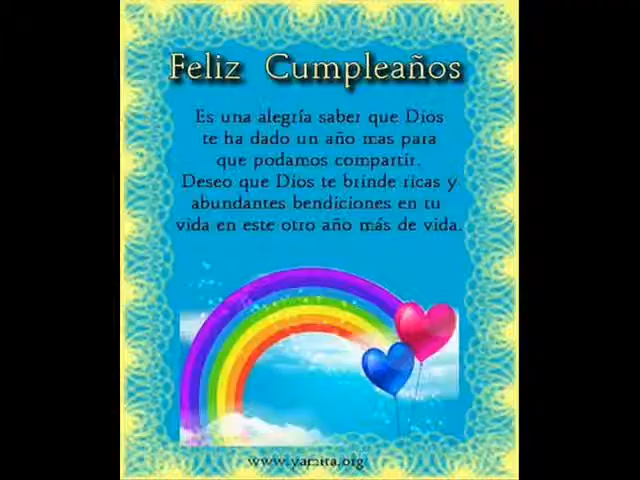 Feliz Cumpleaños
Es una alegría saber que Dios
te ha dado un año mas para
que podamos compartir.
Deseo que Dios te brinde ricas y
abundantes bendiciones en tu
vida en este otro año más de vida.
www.yamita.org